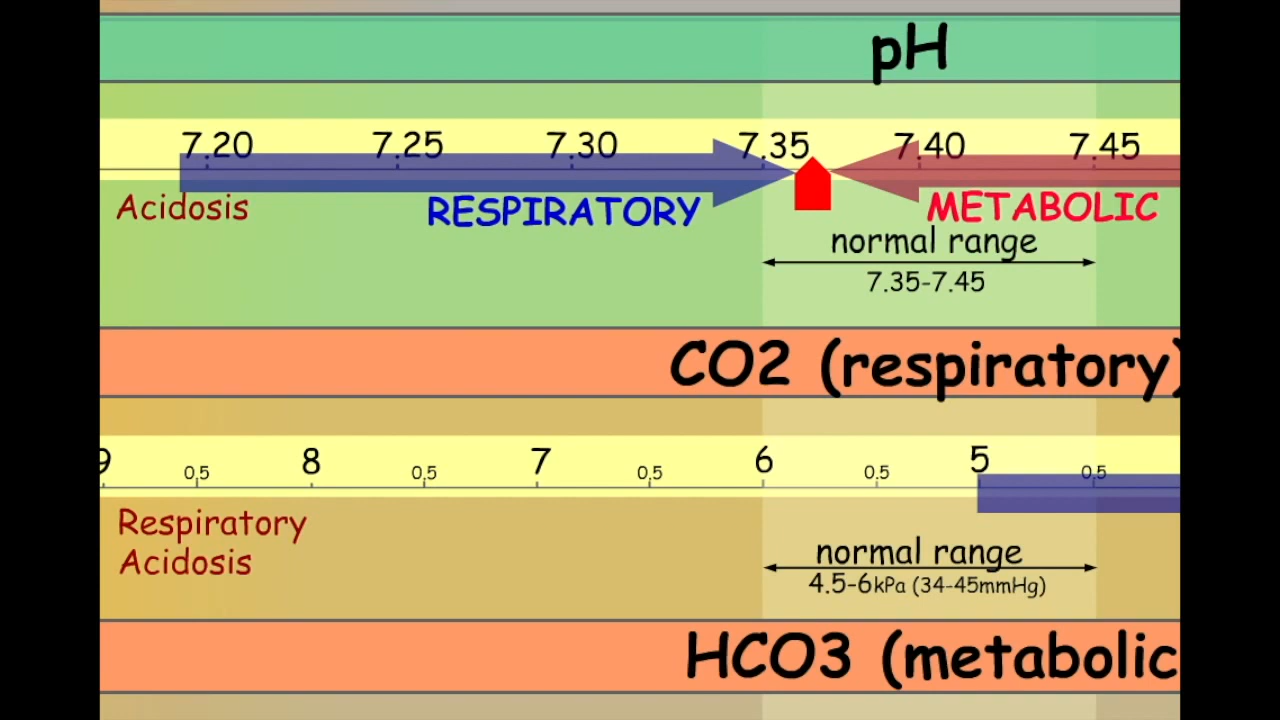 pH
7.20 7.25 7.30 7.35 7.40 7.45
Acidosis
RESPIRATORY
METABOLIC
normal range
7.35-7.45
CO2 (respiratory)
9 0,5 8 0.5 7 0.5 6 0.5 5 0.5
Respiratory
Acidosis
normal range
4.5-6kPa (34-45mmHg)
HCO3 (metabolic